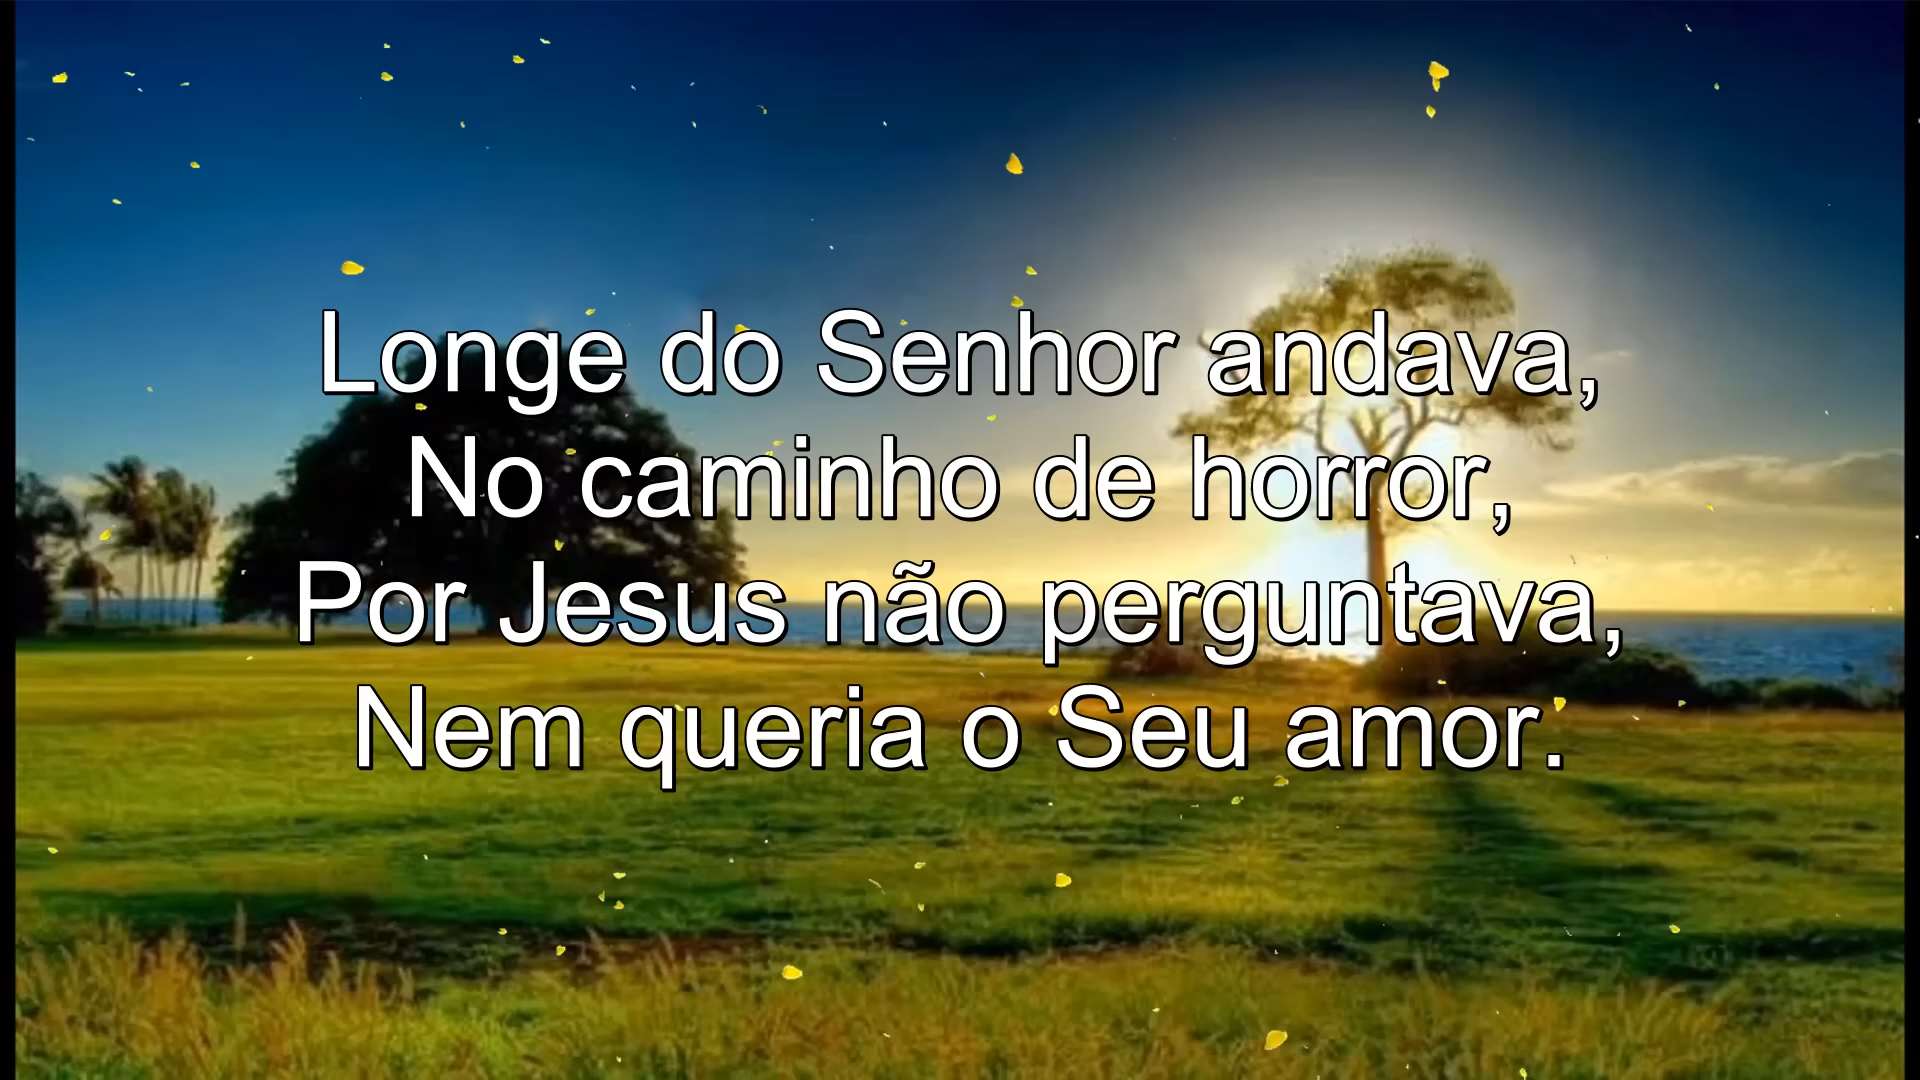 Longe do Senhor andava,
No caminho de horror,
Por Jesus não perguntava,
Nem queria o Seu amor.